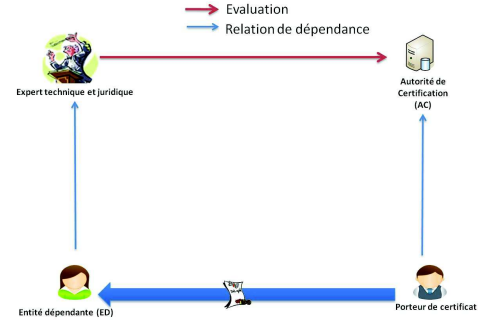 Evaluation
Relation de dépendance
Expert technique et juridique
Autorité de
Certification
(AC)
Entité dépendante (ED)
Porteur de certificat